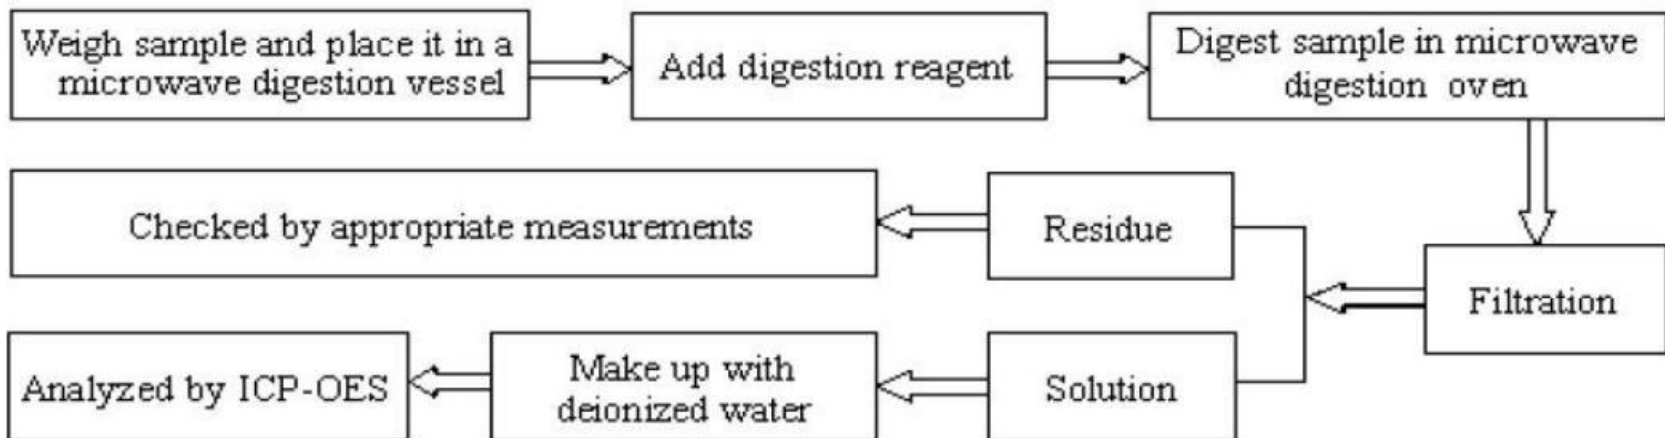 Weigh sample and place it in a
microwave digestion vessel
Add digestion reagent
Digest sample in microwave
digestion oven
Checked by appropriate measurements
Residue
Filtration
Analyzed by ICP-OES
Make up with
deionized water
Solution